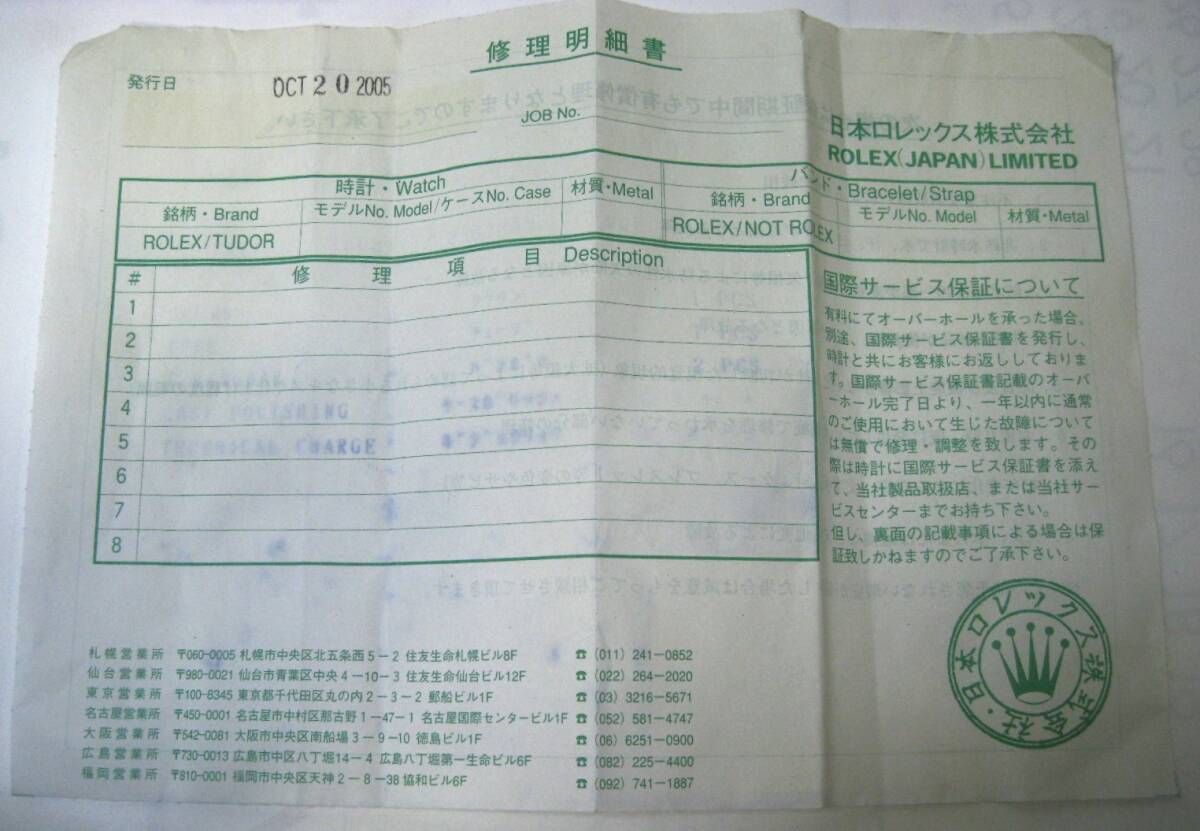 修理明細書
発行日 OCT 20 2005
JOB No.
日本ロレックス株式会社
ROLEX(JAPAN)LIMITED
時計・Watch
バンド・Bracelet/Strap
銘柄・Brand モデルNo. Model/ケースNo. Case 材質・Metal 銘柄・Brand モデルNo. Model 材質・Metal
ROLEX/TUDOR ROLEX/NOT ROLEX
# 修理項目 Description
1
2
3
4 POLISHING
5 TECHNICAL CHARGE
6
7
8
国際サービス保証について
有料にてオーバーホールを承った場合、
別途、国際サービス保証書を発行し、
時計と共にお客様にお返ししておりま
す。国際サービス保証書記載のオーバ
ーホール完了日より、一年以内に通常
のご使用において生じた故障について
は無償で修理・調整を致します。その
際は時計に国際サービス保証書を添え
て、当社製品取扱店、または当社サー
ビスセンターまでお持ち下さい。
但し、裏面の記載事項による場合は保
証致しかねますのでご了承下さい。
日本ロレックス株式会社・
札幌営業所 〒060-0005 札幌市中央区北五条西5-2 住友生命札幌ビル8F ☎(011)241-0852
仙台営業所 〒980-0021 仙台市青葉区中央4-10-3 住友生命仙台ビル12F ☎(022)264-2020
東京営業所 〒100-8345 東京都千代田区丸の内2-3-2 郵船ビル1F ☎(03)3216-5671
名古屋営業所 〒450-0001 名古屋市中村区那古野1-47-1 名古屋国際センタービル1F ☎(052)581-4747
大阪営業所 〒542-0081 大阪市中央区南船場3-9-10 徳島ビル1F ☎(06)6251-0900
広島営業所 〒730-0013 広島市中区八丁堀14-4 広島八丁堀第一生命ビル6F ☎(082)225-4400
福岡営業所 〒810-0001 福岡市中央区天神2-8-38 協和ビル6F ☎(092)741-1887